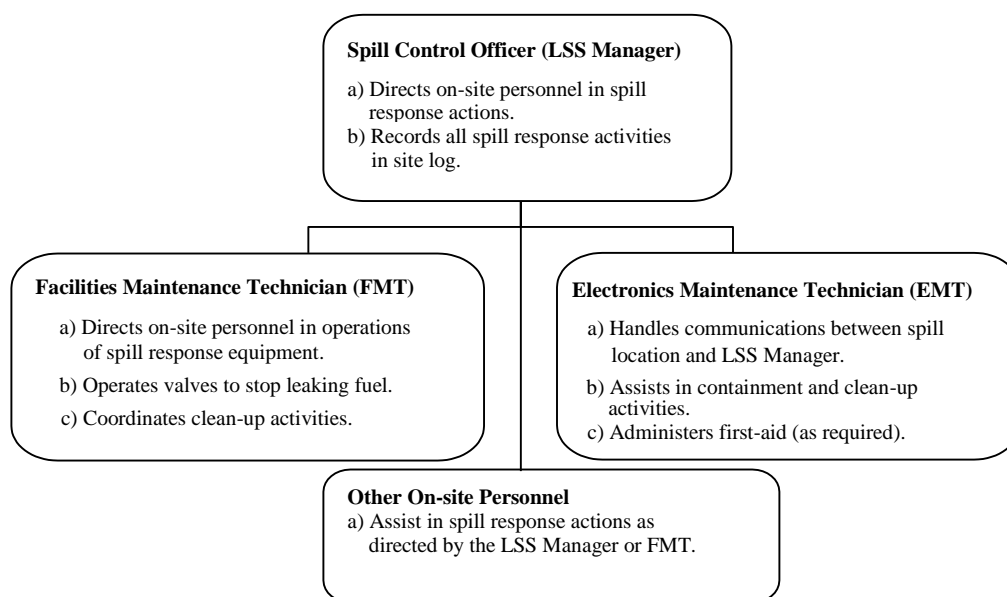 Spill Control Officer (LSS Manager)
a) Directs on-site personnel in spill
response actions.
b) Records all spill response activities
in site log.
Facilities Maintenance Technician (FMT)
a) Directs on-site personnel in operations
of spill response equipment.
b) Operates valves to stop leaking fuel.
c) Coordinates clean-up activities.
Electronics Maintenance Technician (EMT)
a) Handles communications between spill
location and LSS Manager.
b) Assists in containment and clean-up
activities.
c) Administers first-aid (as required).
Other On-site Personnel
a) Assist in spill response actions as
directed by the LSS Manager or FMT.